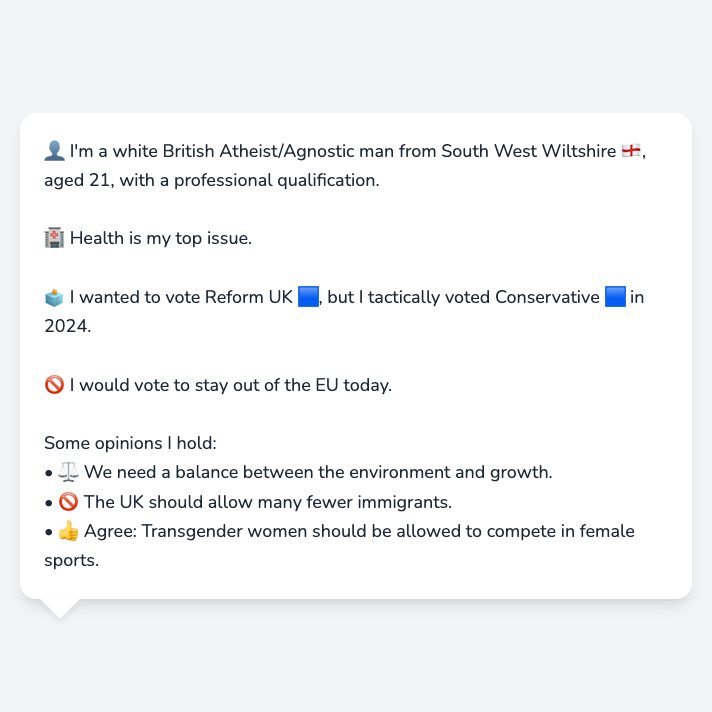 👤 I'm a white British Atheist/Agnostic man from South West Wiltshire 🏴󠁧󠁢󠁥󠁮󠁧󠁿,
aged 21, with a professional qualification.
🏥 Health is my top issue.
🗳️ I wanted to vote Reform UK 🟦, but I tactically voted Conservative 🟦 in
2024.
🚫 I would vote to stay out of the EU today.
Some opinions I hold:
• ⚖️ We need a balance between the environment and growth.
• 🚫 The UK should allow many fewer immigrants.
• 👍 Agree: Transgender women should be allowed to compete in female
sports.